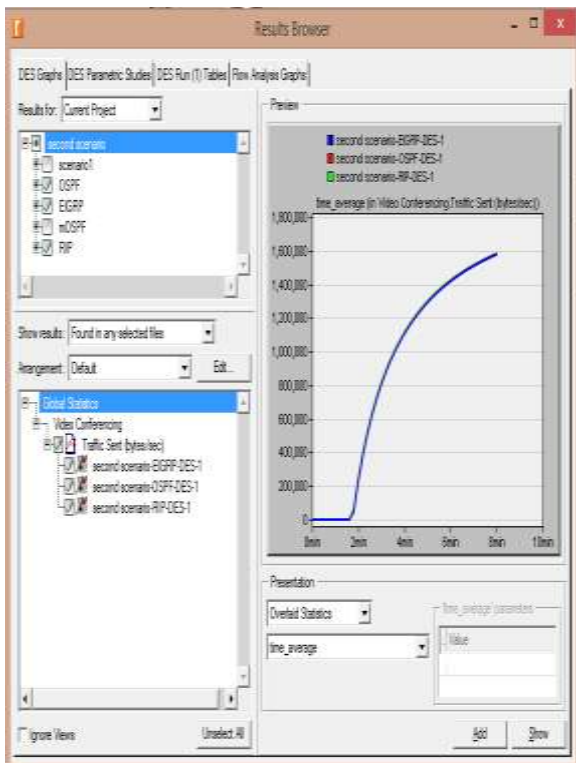 Results Browser
DES Graphs DES Parametric Studies DES Run (1) Tables Flow Analysis Graphs
Results for: Current Project
second scenario
scenario1
OSPF
EIGRP
mOSPF
RIP
Show results: Found in any selected files
Arrangement: Default Edit...
Global Statistics
Video Conferencing
Traffic Sent (bytes/sec)
second scenario-EIGRP-DES-1
second scenario-OSPF-DES-1
second scenario-RIP-DES-1
Ignore Views Unselect All
Preview
second scenario-EIGRP-DES-1
second scenario-OSPF-DES-1
second scenario-RIP-DES-1
time_average (in Video Conferencing.Traffic Sent (bytes/sec))
1,800,000
1,600,000
1,400,000
1,200,000
1,000,000
800,000
600,000
400,000
200,000
0
0min 2min 4min 6min 8min 10min
Presentation
Overlaid Statistics
time_average
'time_average' parameters
Value
Add Show